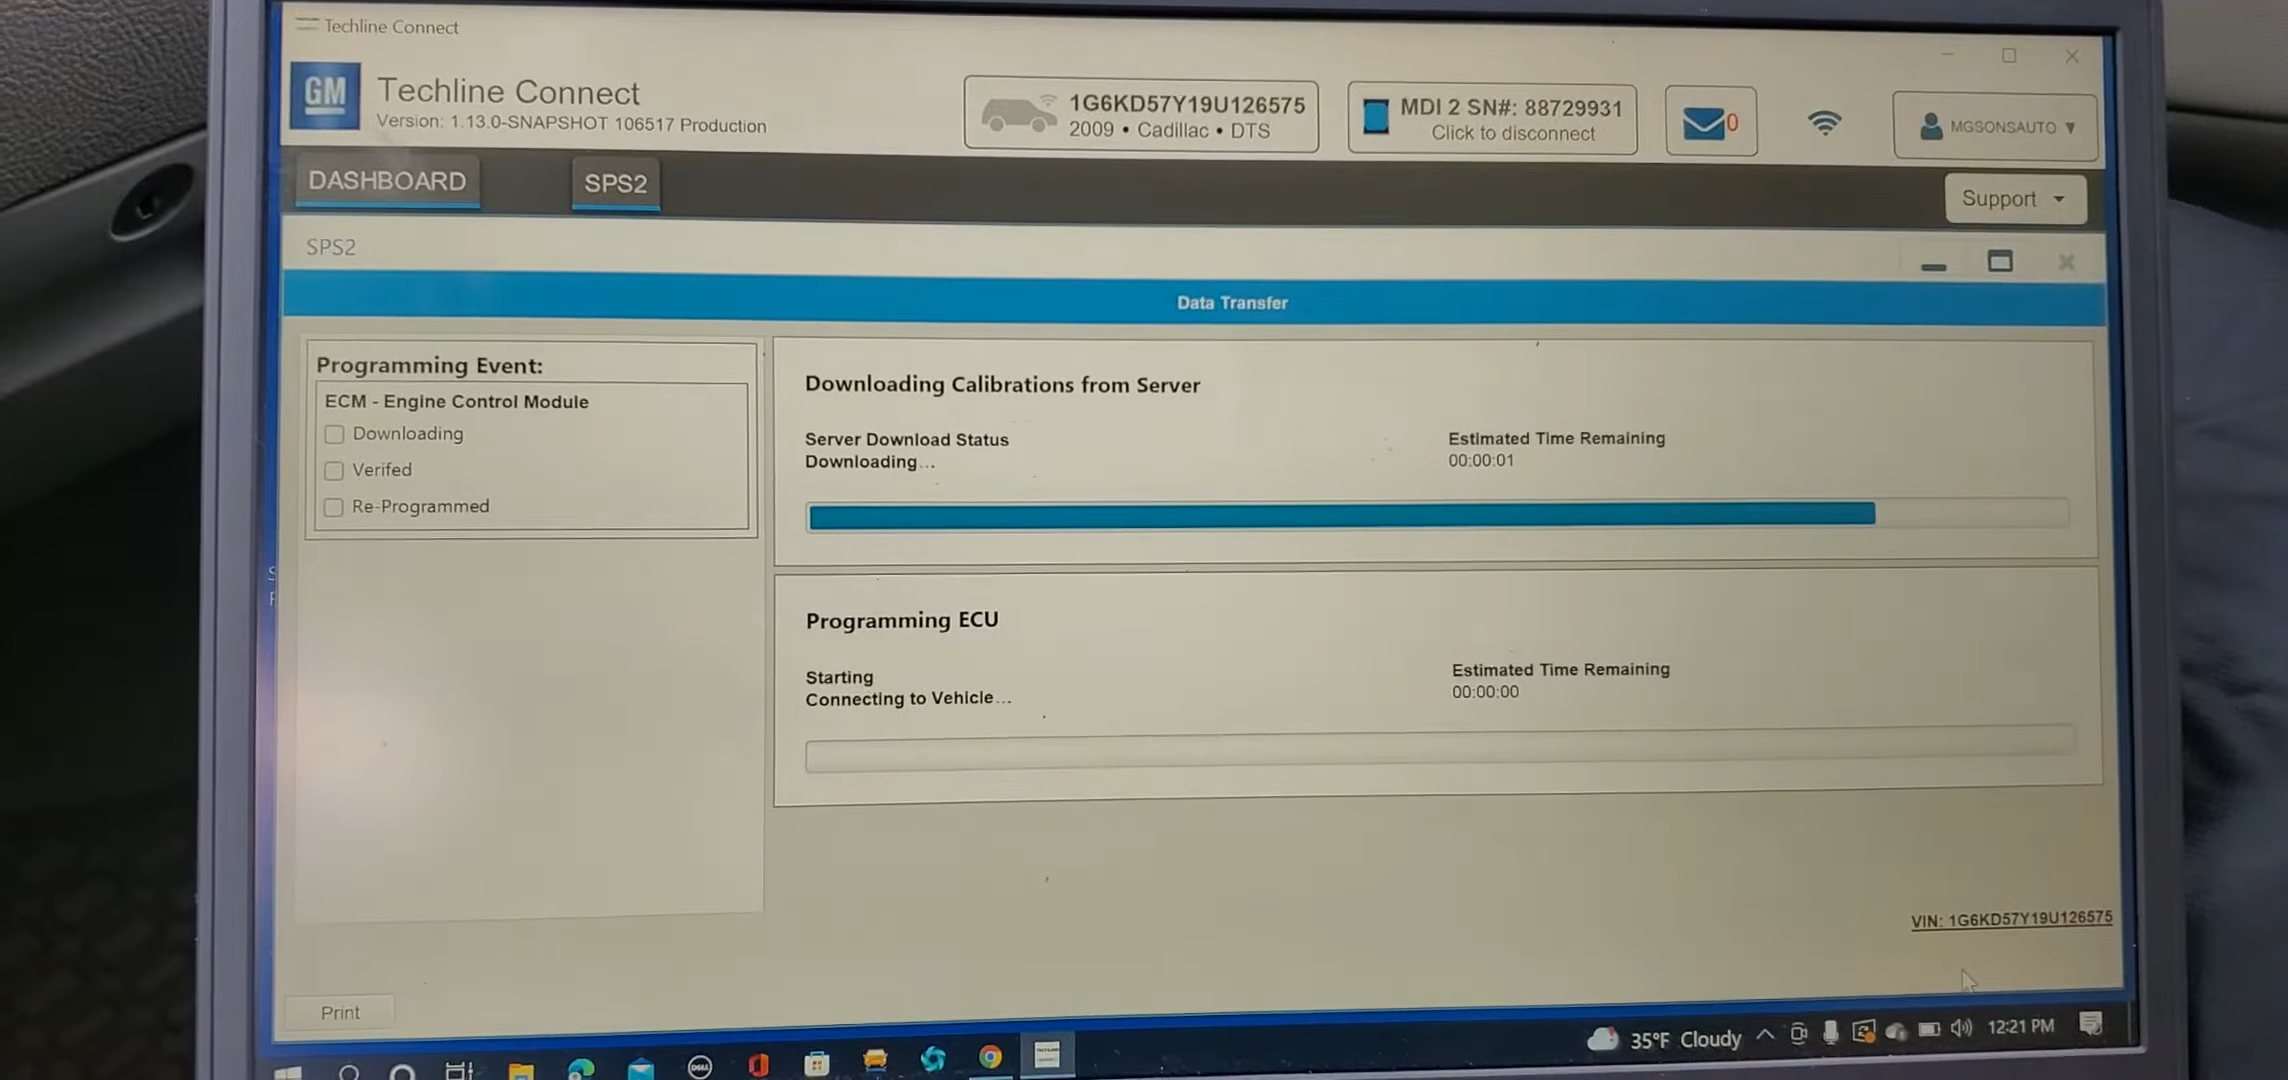 Techline Connect
GM
Techline Connect
Version: 1.13.0-SNAPSHOT 106517 Production
1G6KD57Y19U126575
2009 • Cadillac • DTS
MDI 2 SN#: 88729931
Click to disconnect
0
MGSONSAUTO
DASHBOARD
SPS2
Support
SPS2
Data Transfer
Programming Event:
ECM - Engine Control Module
Downloading
Verifed
Re-Programmed
Downloading Calibrations from Server
Server Download Status
Downloading...
Estimated Time Remaining
00:00:01
Programming ECU
Starting
Connecting to Vehicle...
Estimated Time Remaining
00:00:00
VIN: 1G6KD57Y19U126575
Print
DELL
35°F Cloudy
12:21 PM